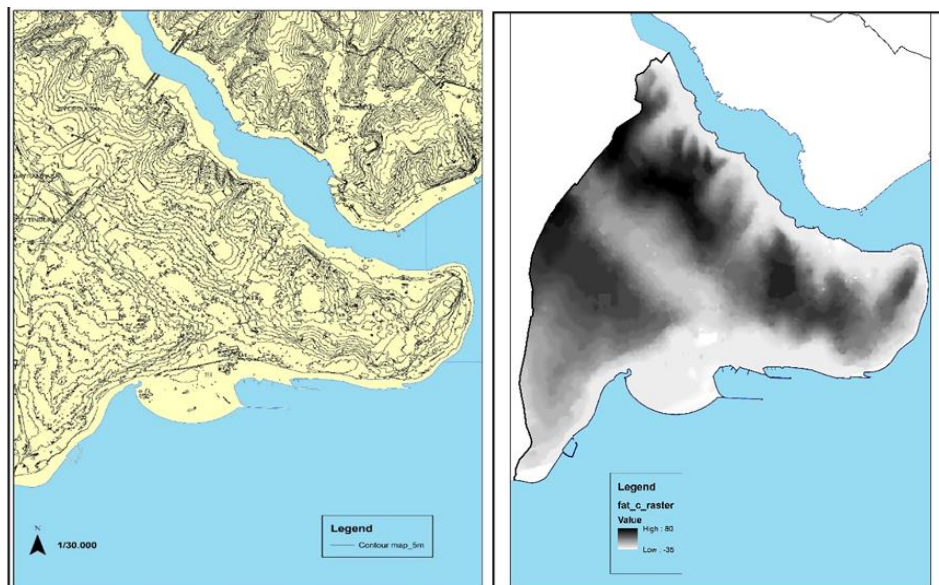 N
1/30.000
Legend
Contour map_5m
Legend
fat_c_raster
Value
High : 80
Low : -35